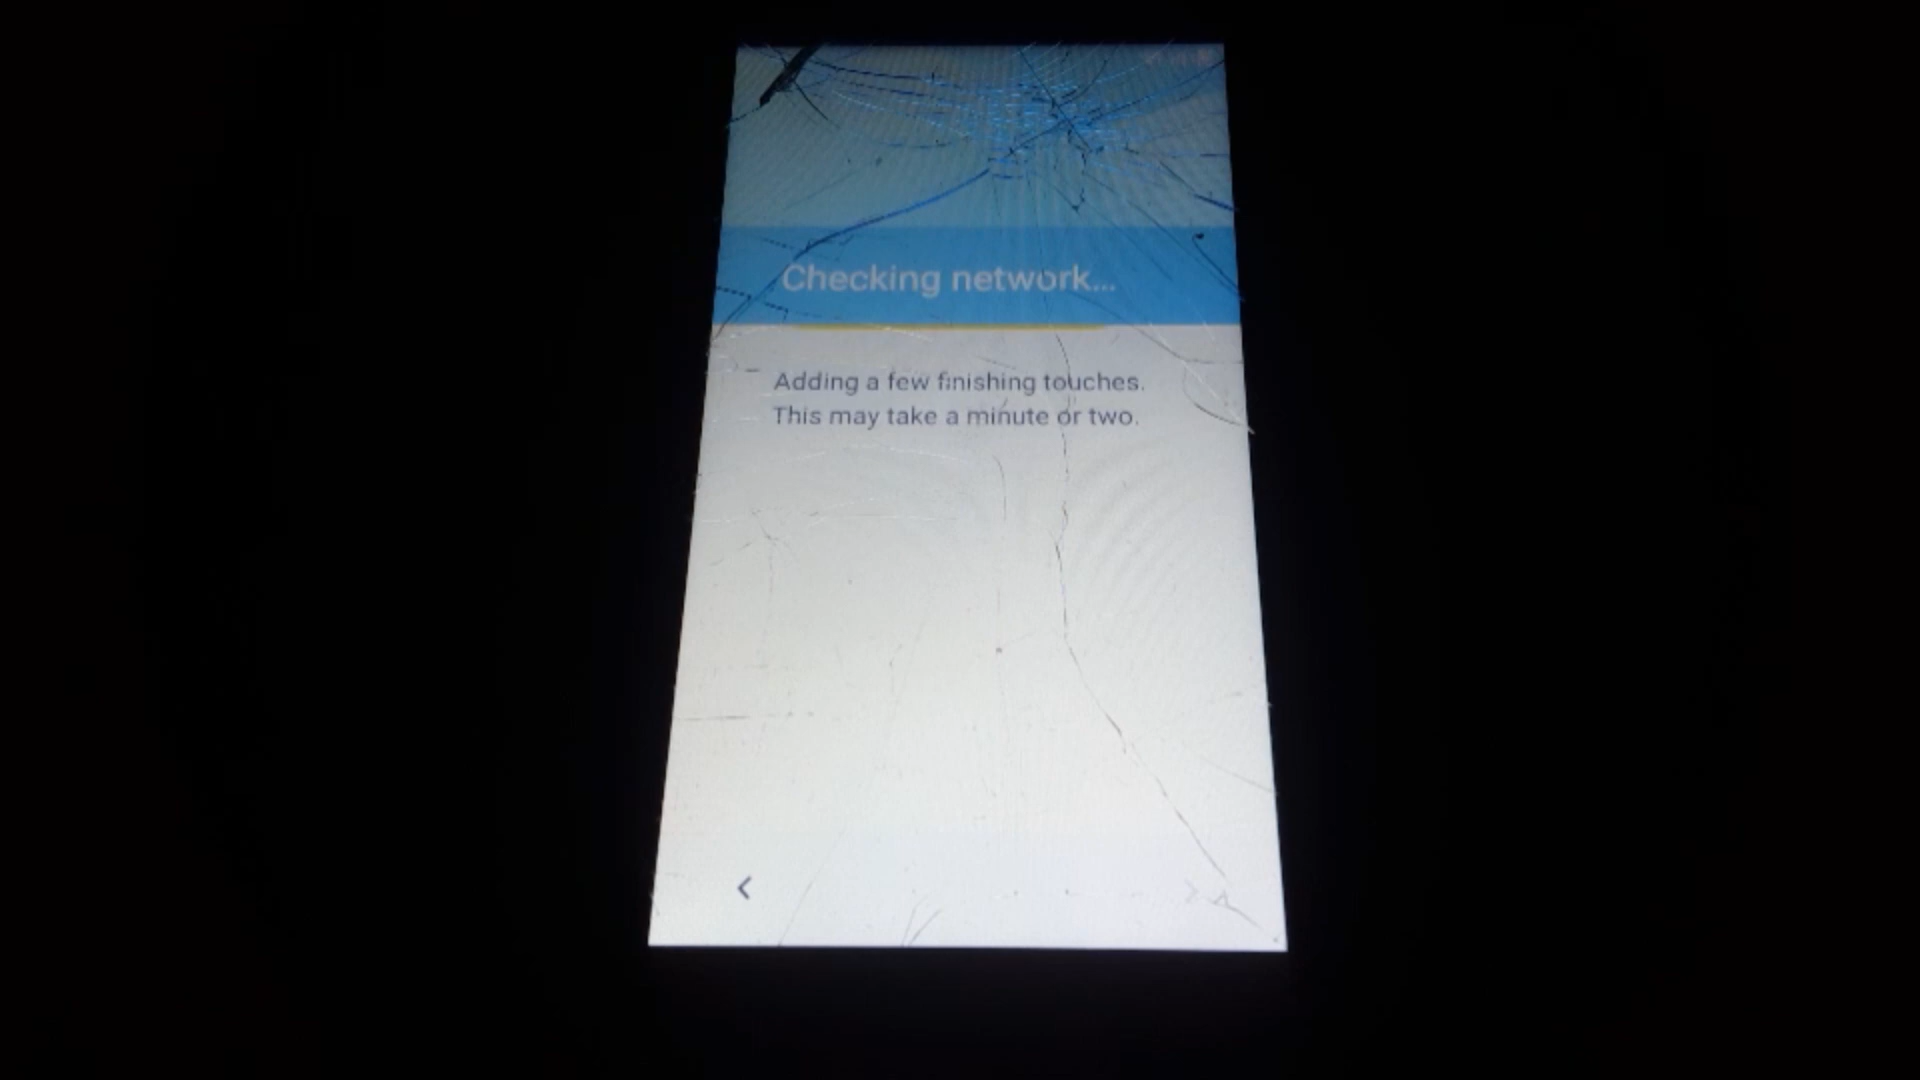 Checking network...
Adding a few finishing touches.
This may take a minute or two.